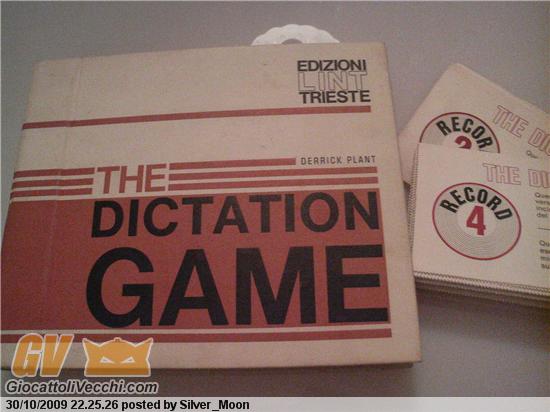 EDIZIONI
LINT
TRIESTE
DERRICK PLANT
THE
DICTATION
GAME
THE DI
RECORD
THE DI
RECORD
4
GV
GiocattoliVecchi.com
30/10/2009 22.25.26 posted by Silver_Moon